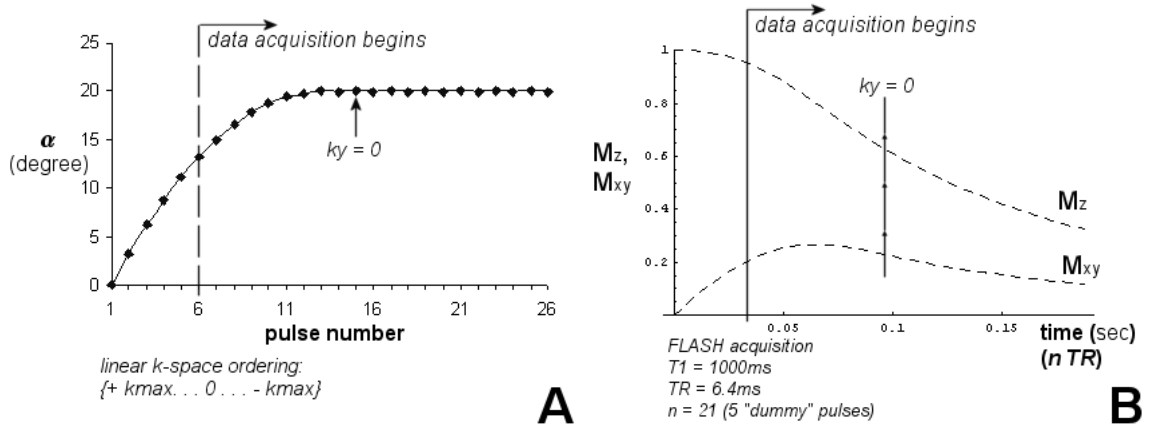 data acquisition begins
25
20
15
10
5
0
α
(degree)
ky = 0
1
6
11
16
21
26
pulse number
linear k-space ordering:
{+ kmax. . . 0 . . . - kmax}
A
data acquisition begins
1
0.8
0.6
0.4
0.2
Mz,
Mxy
ky = 0
Mz
Mxy
0.05
0.1
0.15
time (sec)
(n TR)
FLASH acquisition
T1 = 1000ms
TR = 6.4ms
n = 21 (5 "dummy" pulses)
B